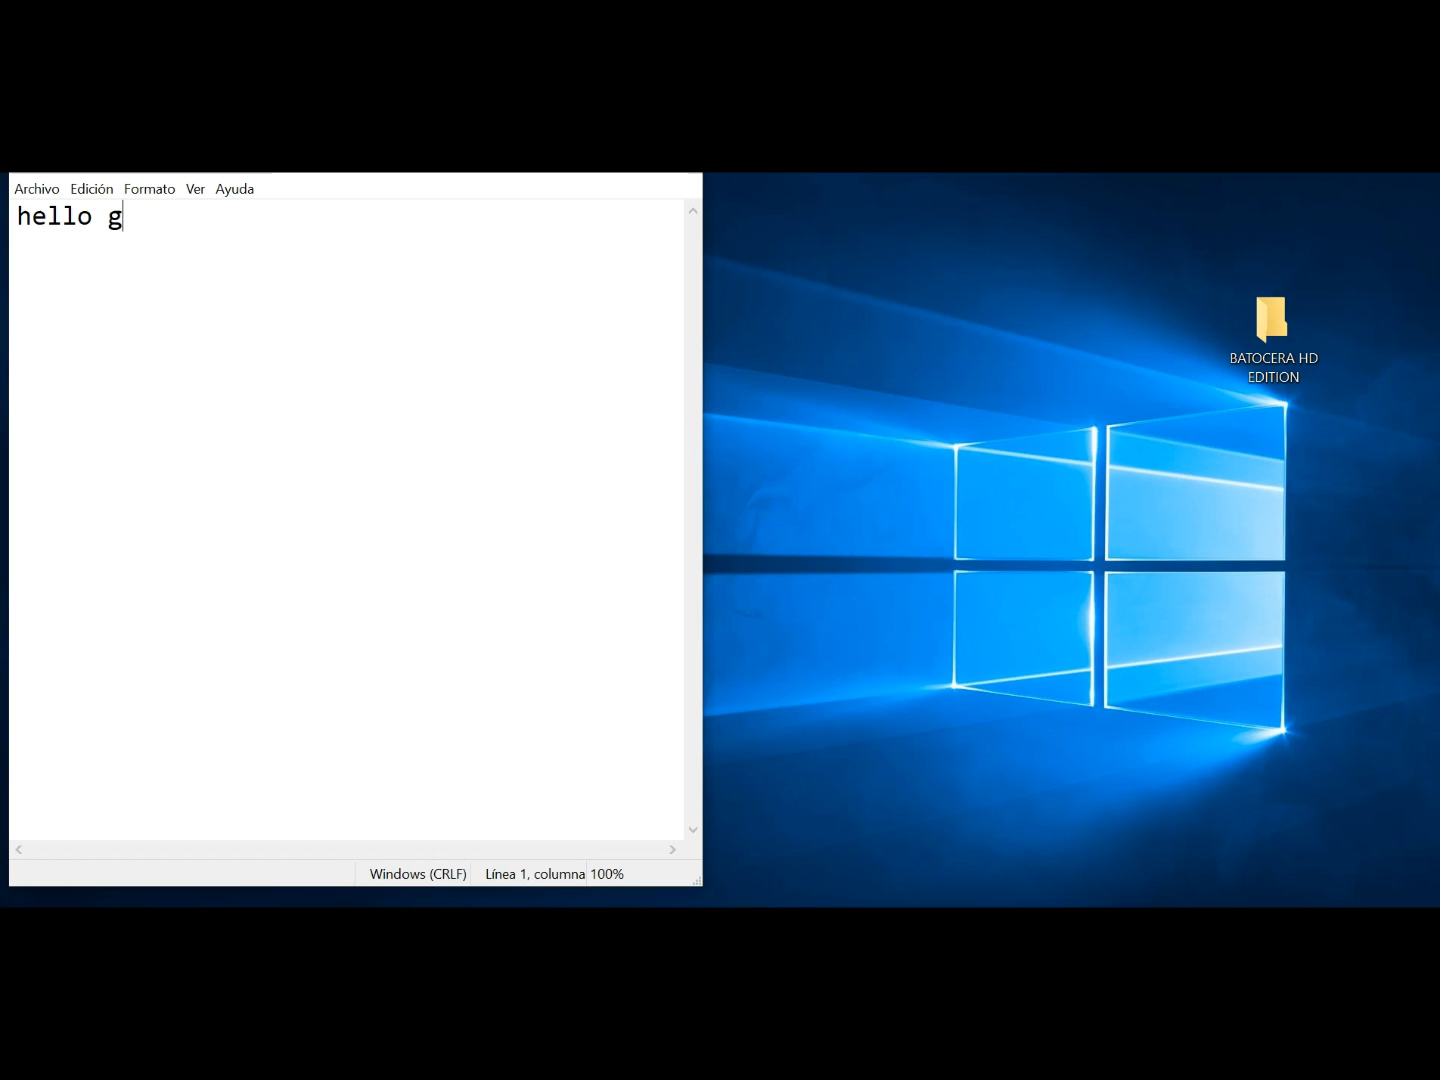 Archivo Edición Formato Ver Ayuda
hello g
BATOCERA HD
EDITION
Windows (CRLF) Línea 1, columna 100%